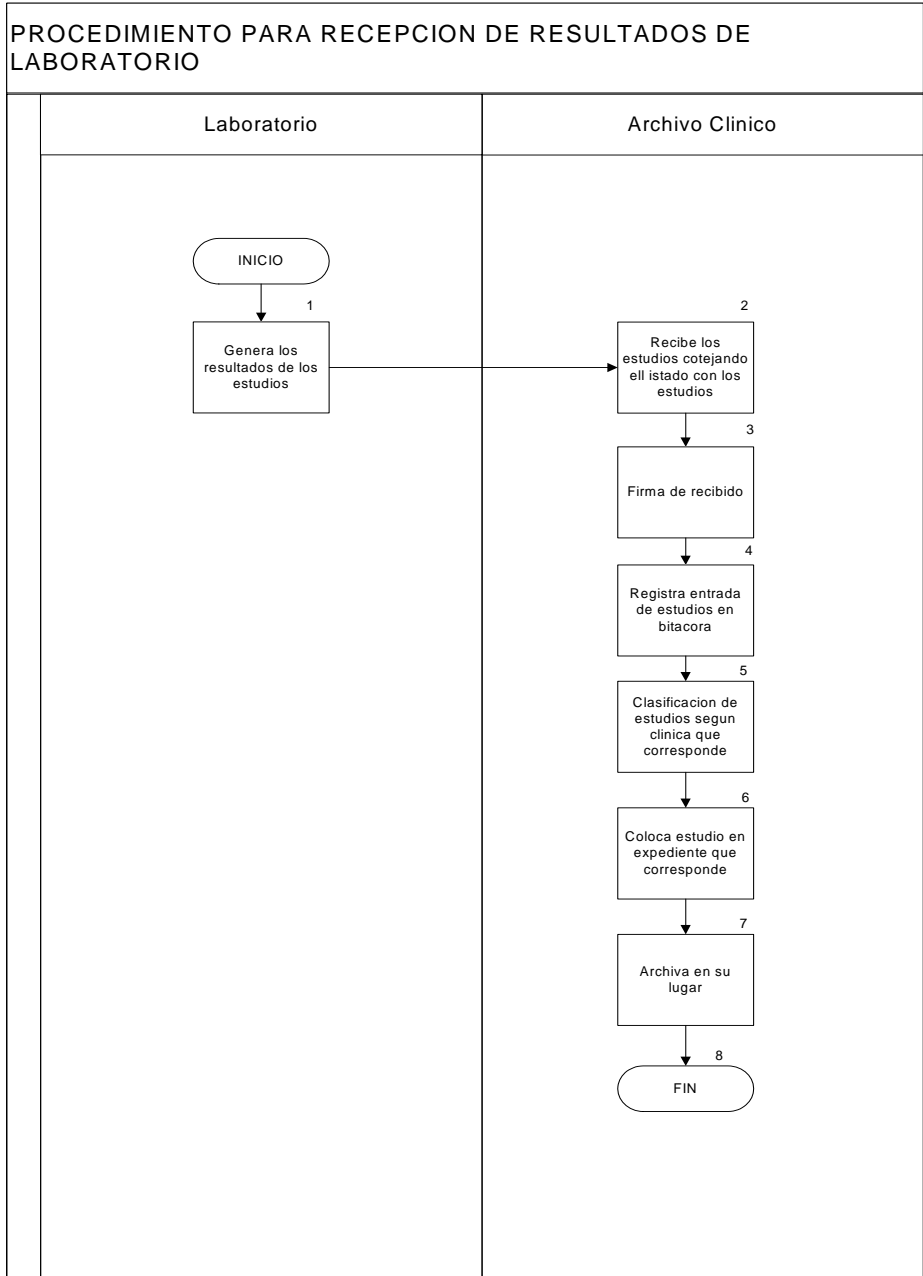 PROCEDIMIENTO PARA RECEPCION DE RESULTADOS DE
LABORATORIO
Laboratorio
Archivo Clinico
INICIO
1
Genera los
resultados de los
estudios
2
Recibe los
estudios cotejando
ell istado con los
estudios
3
Firma de recibido
4
Registra entrada
de estudios en
bitacora
5
Clasificacion de
estudios segun
clinica que
corresponde
6
Coloca estudio en
expediente que
corresponde
7
Archiva en su
lugar
8
FIN